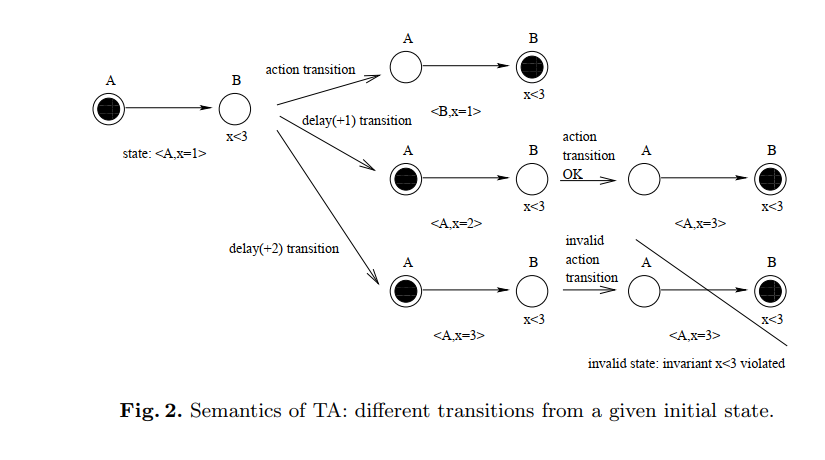 A B
A B
action transition
x<3
<B,x=1>
delay(+1) transition
x<3
state: <A,x=1>
action
transition
OK
A B
A B
x<3
x<3
<A,x=2>
<A,x=3>
delay(+2) transition
invalid
action
transition
A B
A B
x<3
x<3
<A,x=3>
<A,x=3>
invalid state: invariant x<3 violated
Fig. 2. Semantics of TA: different transitions from a given initial state.